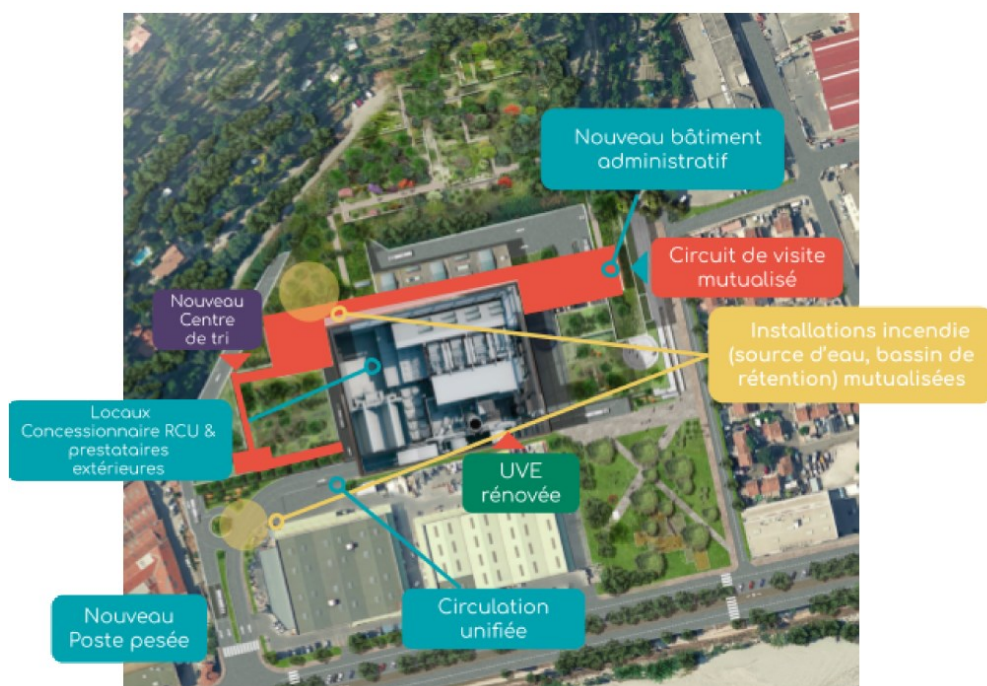 Nouveau bâtiment
administratif
Circuit de visite
mutualisé
Nouveau
Centre
de tri
Installations incendie
(source d'eau, bassin de
rétention) mutualisées
Locaux
Concessionnaire RCU &
prestataires
extérieures
UVE
rénovée
Nouveau
Poste pesée
Circulation
unifiée